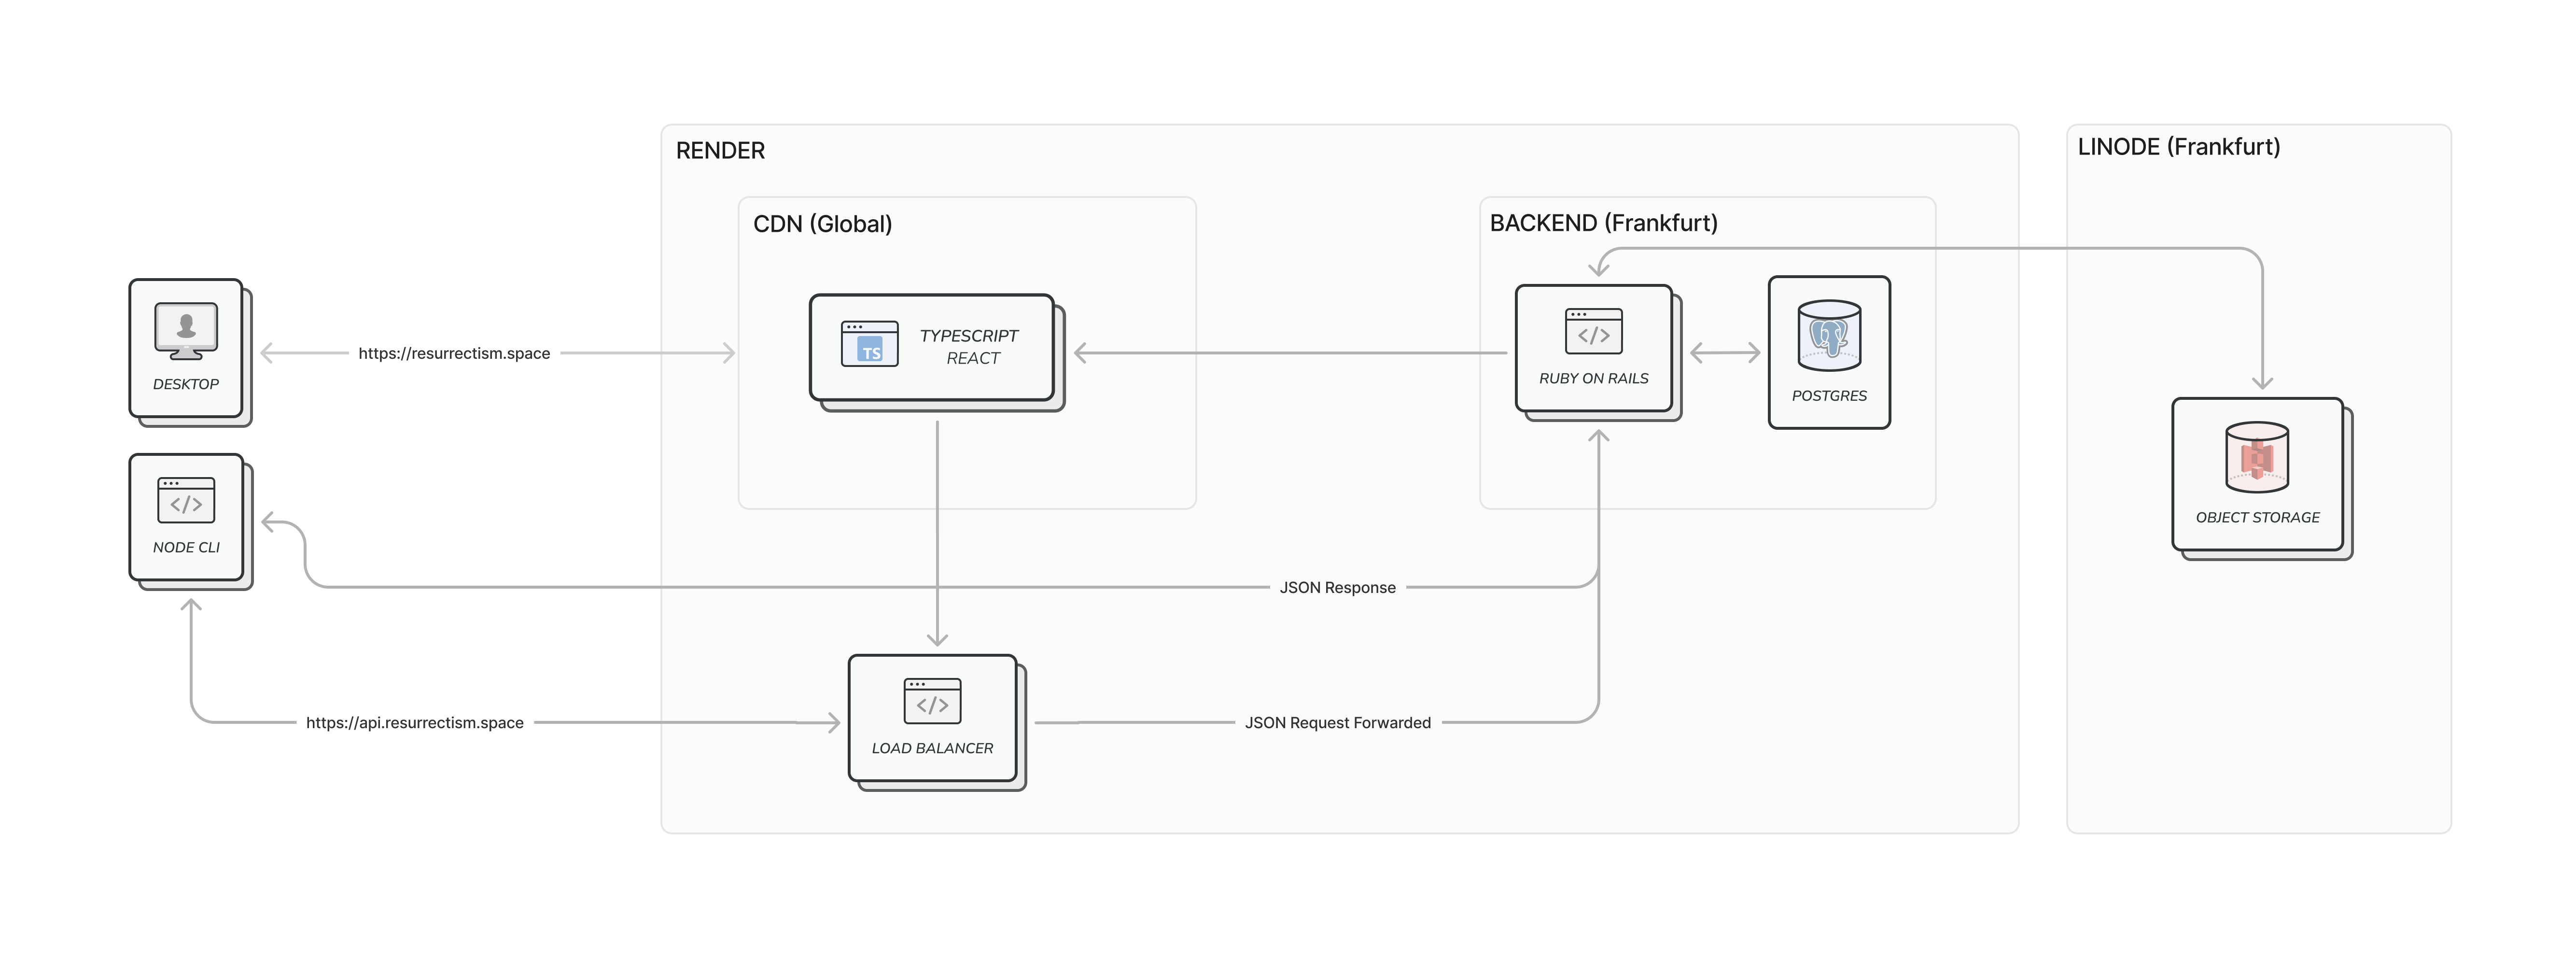 RENDER
LINODE (Frankfurt)
CDN (Global)
BACKEND (Frankfurt)
TS
TYPESCRIPT
REACT
https://resurrectism.space
DESKTOP
RUBY ON RAILS
POSTGRES
OBJECT STORAGE
NODE CLI
JSON Response
https://api.resurrectism.space
JSON Request Forwarded
LOAD BALANCER